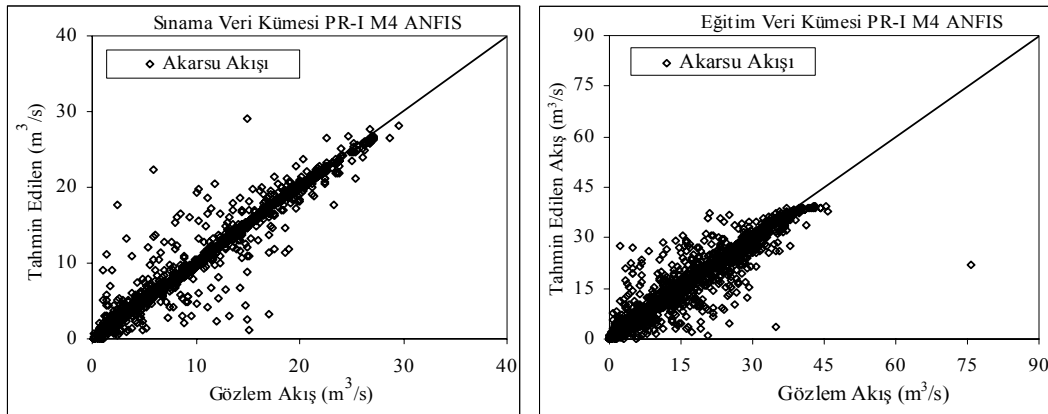 Sınama Veri Kümesi PR-I M4 ANFIS
Akarsu Akışı
Tahmin Edilen (m³/s)
40
30
20
10
0
0 10 20 30 40
Gözlem Akış (m³/s)
Eğitim Veri Kümesi PR-I M4 ANFIS
Akarsu Akışı
Tahmin Edilen Akış (m³/s)
90
75
60
45
30
15
0
0 15 30 45 60 75 90
Gözlem Akış (m³/s)